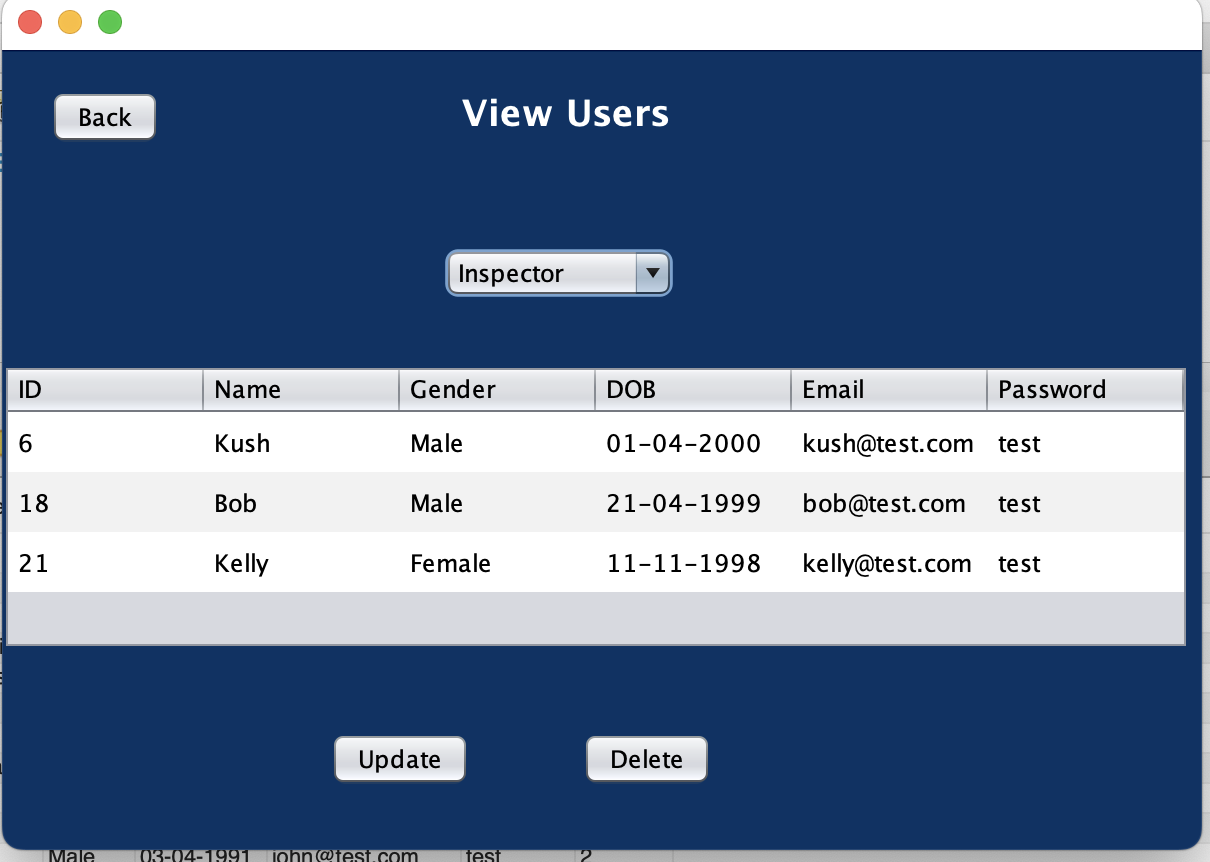 Back
View Users
Inspector
ID Name Gender DOB Email Password
6 Kush Male 01-04-2000 kush@test.com test
18 Bob Male 21-04-1999 bob@test.com test
21 Kelly Female 11-11-1998 kelly@test.com test
Update Delete
Male 03-04-1991 john@test.com test 2